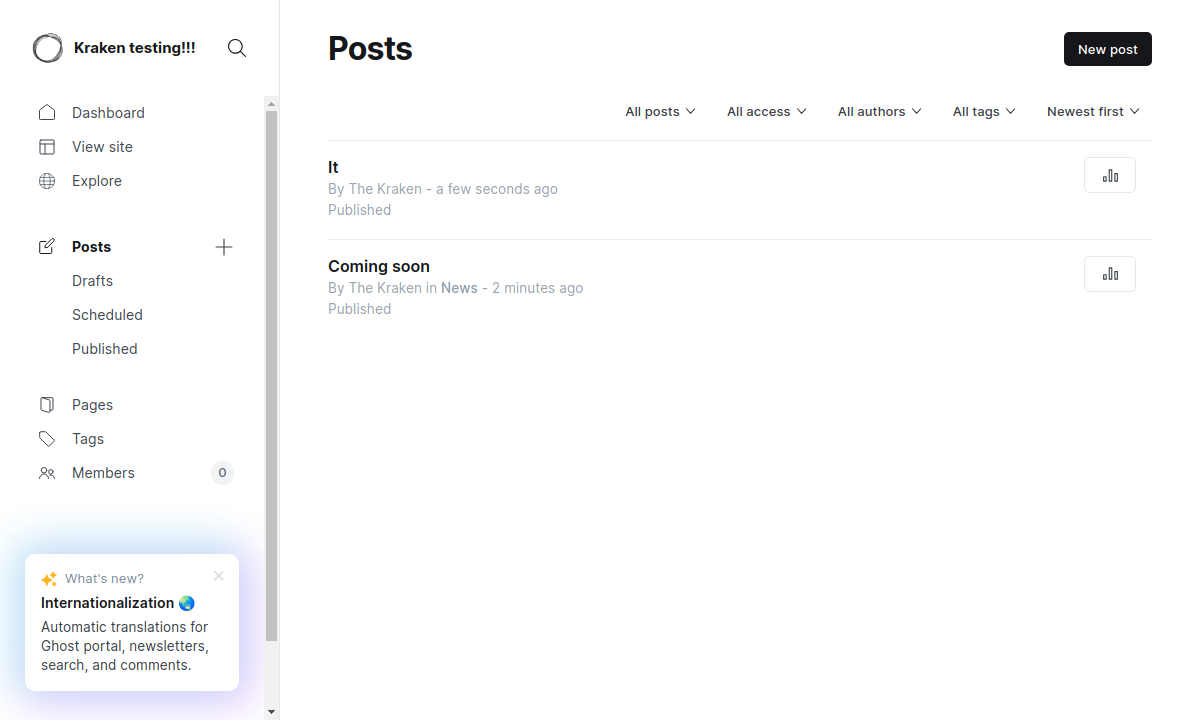 Kraken testing!!!
Dashboard
View site
Explore
Posts
Drafts
Scheduled
Published
Pages
Tags
Members 0
What's new?
Internationalization 🌏
Automatic translations for
Ghost portal, newsletters,
search, and comments.
Posts
New post
All posts All access All authors All tags Newest first
It
By The Kraken - a few seconds ago
Published
Coming soon
By The Kraken in News - 2 minutes ago
Published